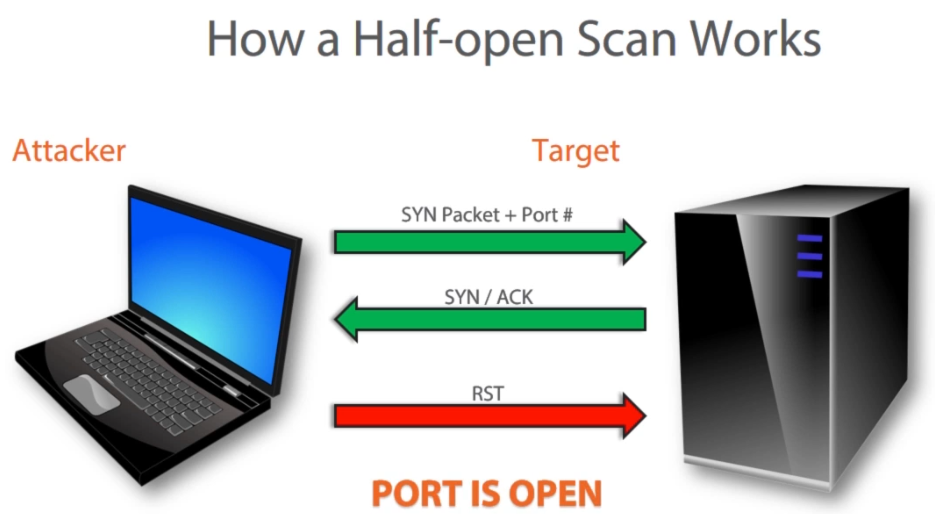 How a Half-open Scan Works
Attacker
Target
SYN Packet + Port #
SYN / ACK
RST
PORT IS OPEN